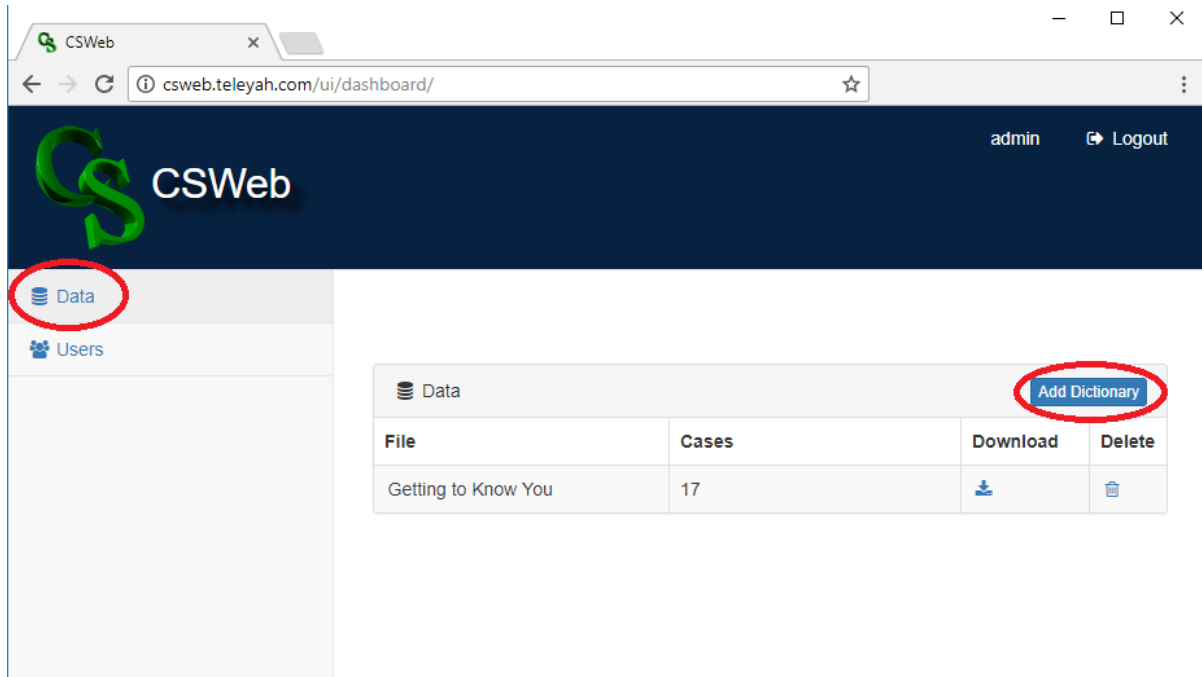 CSWeb
csweb.teleyah.com/ui/dashboard/
admin Logout
CS CSWeb
Data
Users
Data Add Dictionary
File Cases Download Delete
Getting to Know You 17